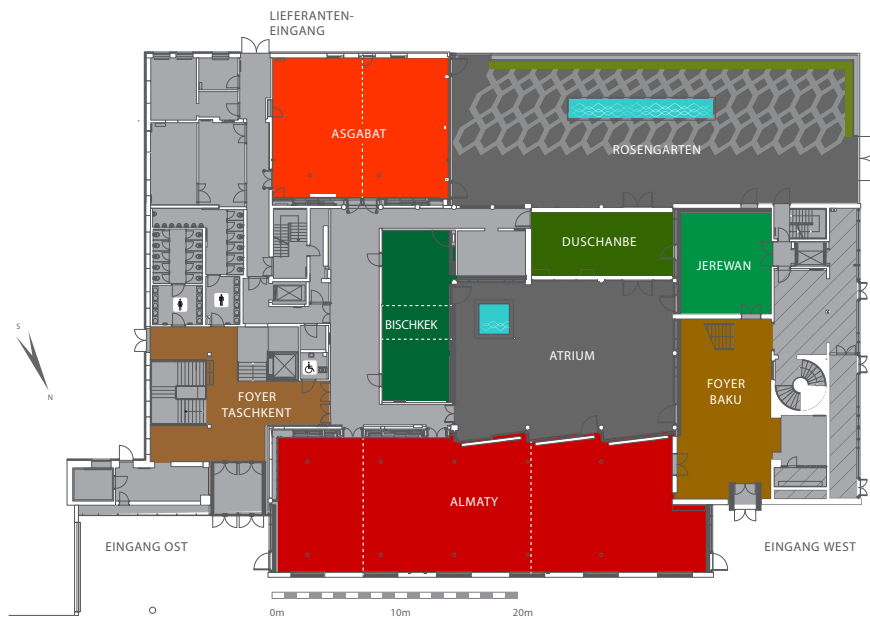 LIEFERANTEN-
EINGANG
ASGABAT
ROSENGARTEN
DUSCHANBE
JEREWAN
BISCHKEK
ATRIUM
S
N
FOYER
TASCHKENT
FOYER
BAKU
ALMATY
EINGANG OST
EINGANG WEST
0m
10m
20m